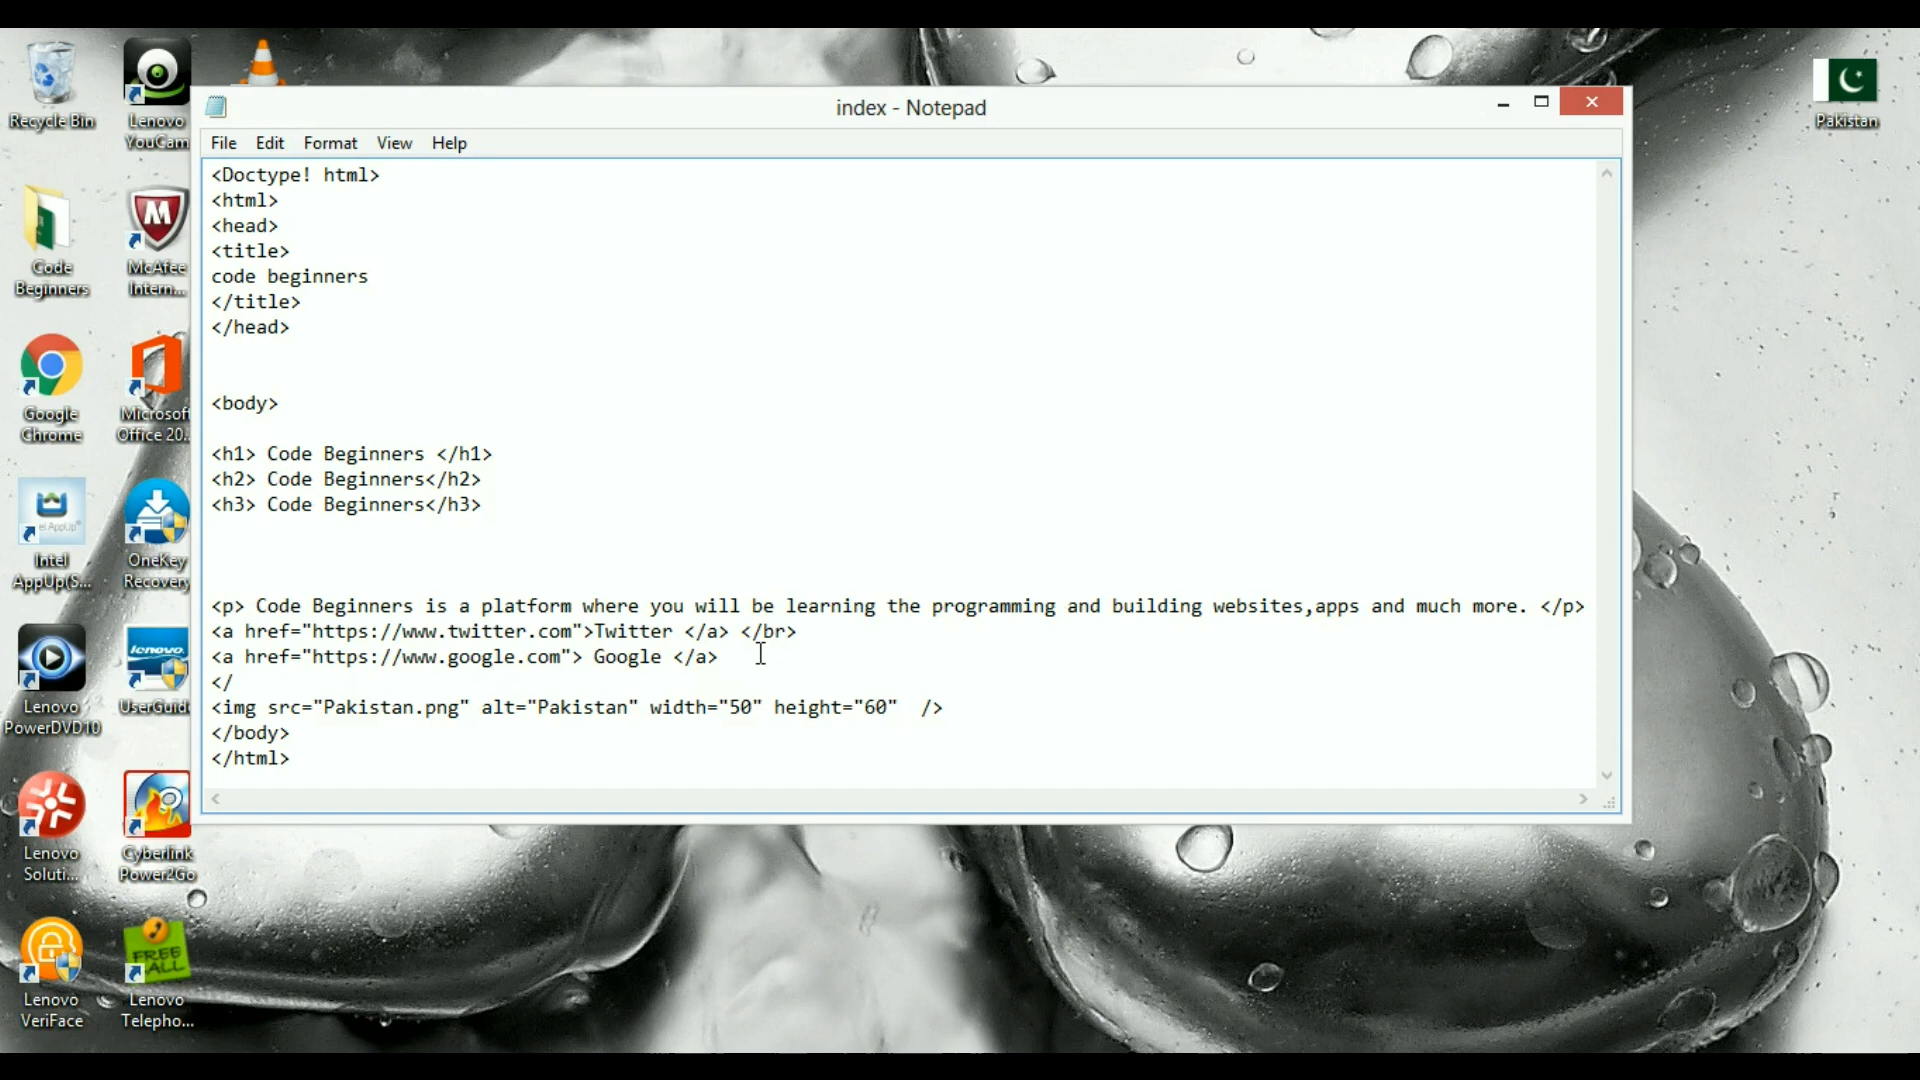 Recycle Bin
Lenovo
YouCam
Pakistan
index - Notepad
File Edit Format View Help
<Doctype! html>
<html>
<head>
<title>
code beginners
</title>
</head>
<body>
<h1> Code Beginners </h1>
<h2> Code Beginners</h2>
<h3> Code Beginners</h3>
<p> Code Beginners is a platform where you will be learning the programming and building websites,apps and much more. </p>
<a href="https://www.twitter.com">Twitter </a> </br>
<a href="https://www.google.com"> Google </a>
</
<img src="Pakistan.png" alt="Pakistan" width="50" height="60"  />
</body>
</html>
Code
Beginners
McAfee
Intern...
Google
Chrome
Microsoft
Office 20...
Intel
AppUp(S...
OneKey
Recovery
Lenovo
PowerDVD10
lenovo
UserGuide
Lenovo
Soluti...
Cyberlink
Power2Go
Lenovo
VeriFace
FREE
Lenovo
Telepho...